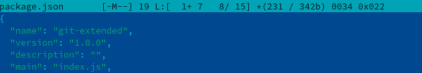 package.json [-M--] 19 L:[ 1+ 7 8/ 15] *(231 / 342b) 0034 0x022
{
"name": "git-extended",
"version": "1.0.0",
"description": "",
"main": "index.js",